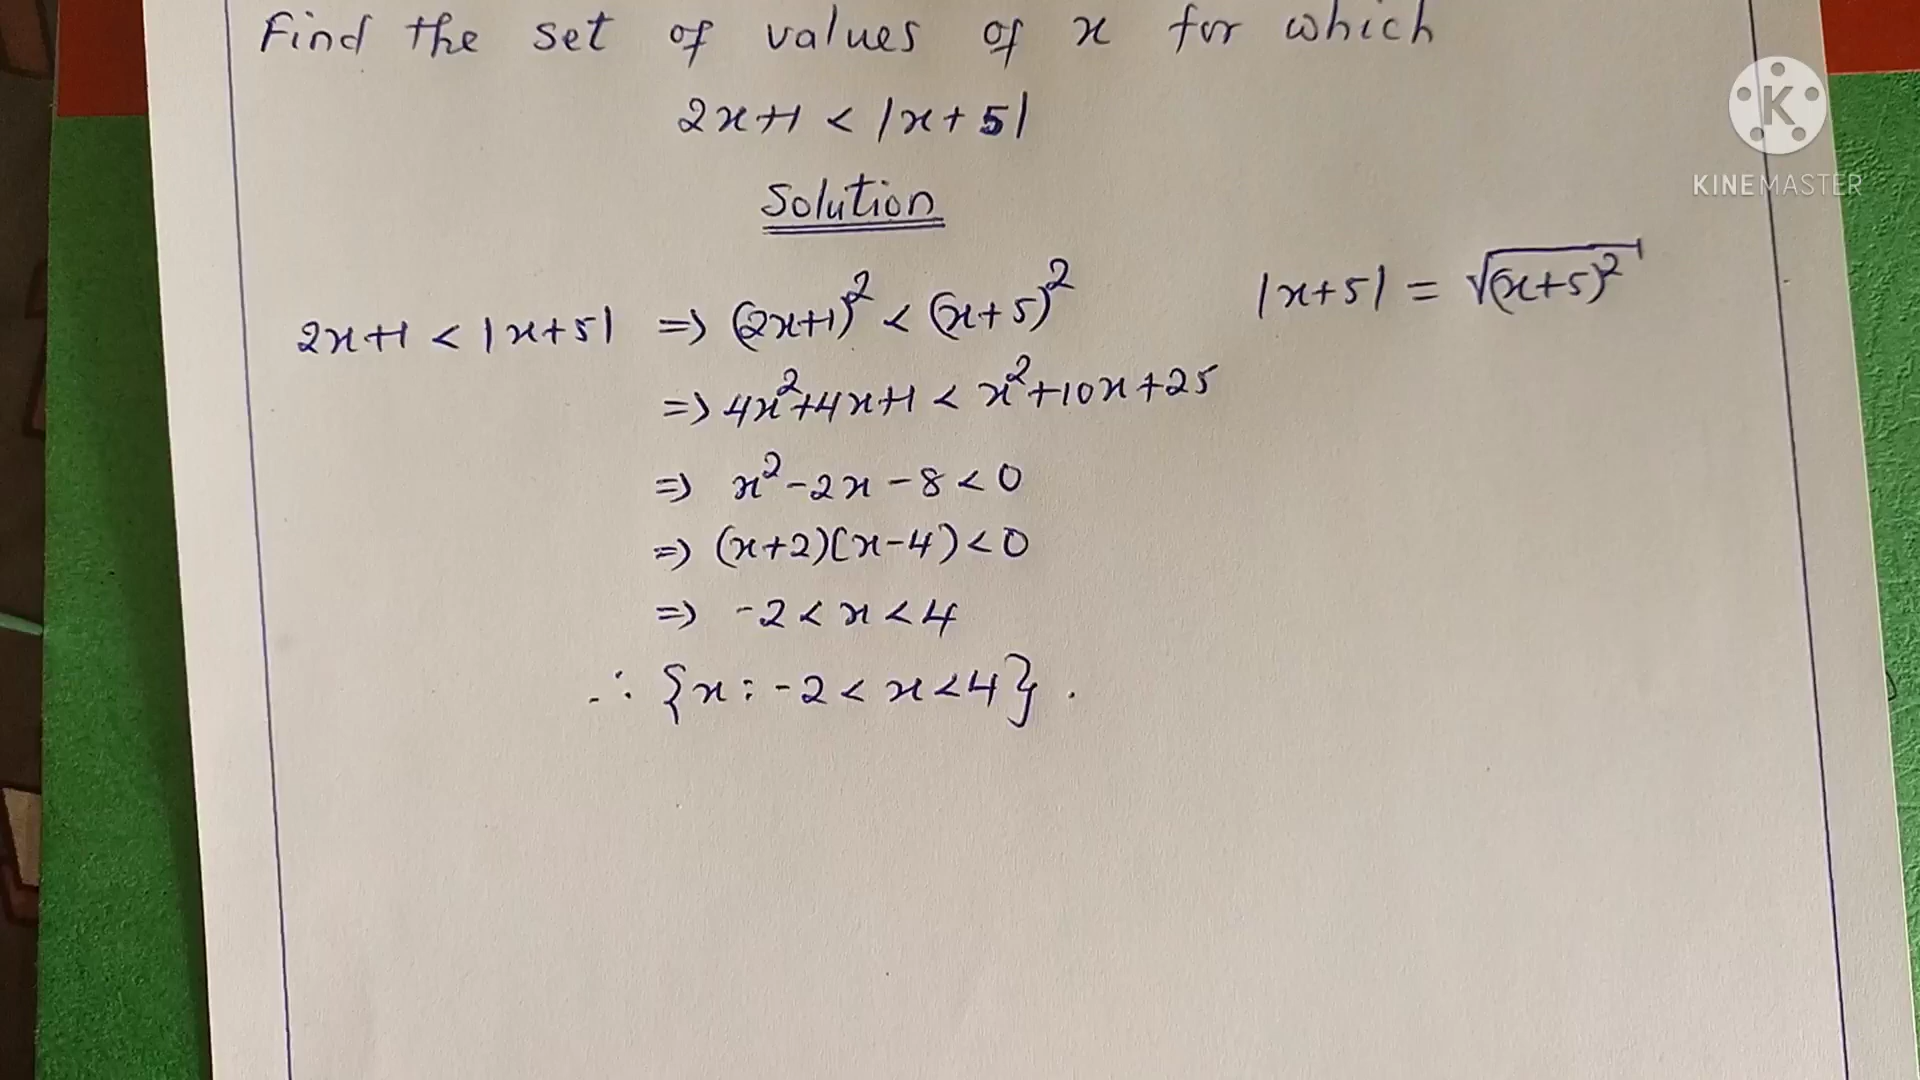 Find the set of values of x for which
2x+1 < |x+5|
Solution
2x+1 < |x+5| => (2x+1)² < (x+5)²
|x+5| = √(x+5)²
=> 4x²+4x+1 < x²+10x+25
=> x²-2x-8<0
=> (x+2)(x-4)<0
=> -2<x<4
∴ {x: -2<x<4}.
K
KINEMASTER